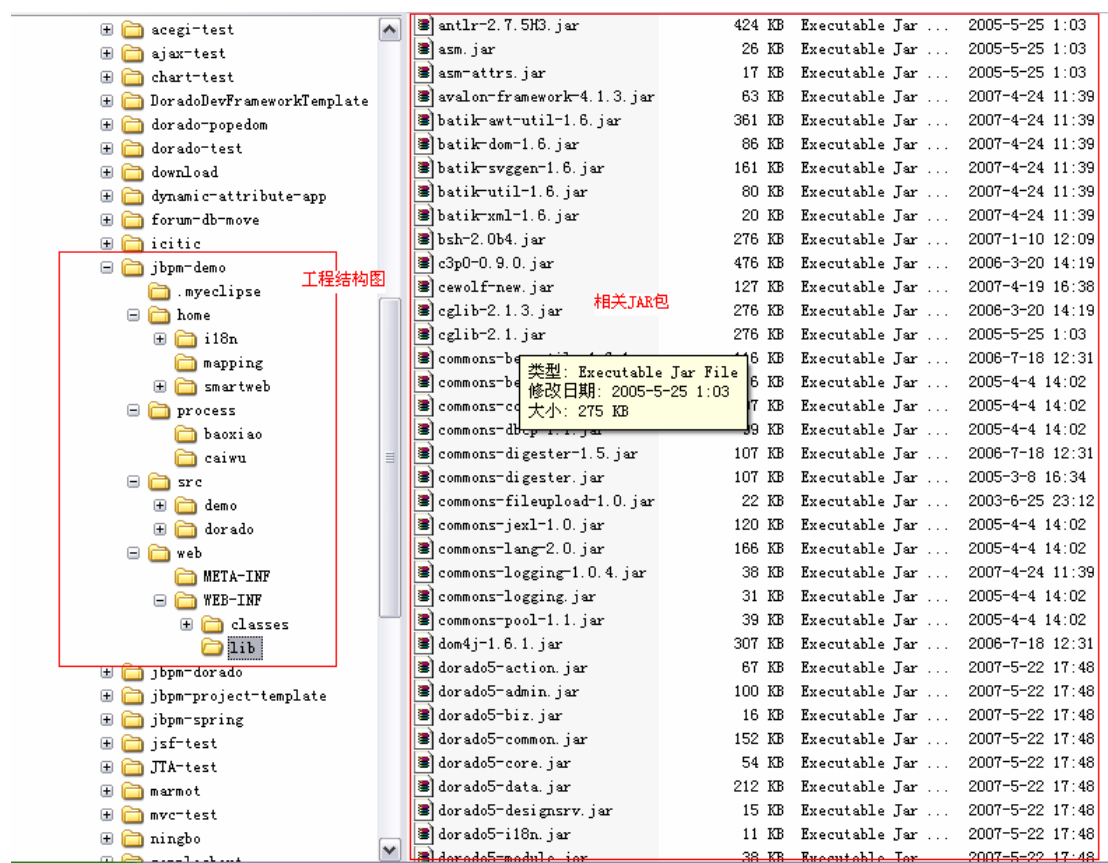 acegi-test
ajax-test
chart-test
DoradoDevFrameworkTemplate
dorado-popedom
dorado-test
download
dynamic-attribute-app
forum-db-move
icitic
jbpm-demo
工程结构图
.myeclipse
home
i18n
mapping
smartweb
process
baoxiao
caiwu
src
demo
dorado
web
META-INF
WEB-INF
classes
lib
jbpm-dorado
jbpm-project-template
jbpm-spring
jsf-test
JTA-test
marmot
mvc-test
ningbo
antlr-2.7.5H3.jar 424 KB Executable Jar ... 2005-5-25 1:03
asm.jar 26 KB Executable Jar ... 2005-5-25 1:03
asm-attrs.jar 17 KB Executable Jar ... 2005-5-25 1:03
avalon-framework-4.1.3.jar 63 KB Executable Jar ... 2007-4-24 11:39
batik-awt-util-1.6.jar 361 KB Executable Jar ... 2007-4-24 11:39
batik-dom-1.6.jar 86 KB Executable Jar ... 2007-4-24 11:39
batik-svggen-1.6.jar 161 KB Executable Jar ... 2007-4-24 11:39
batik-util-1.6.jar 80 KB Executable Jar ... 2007-4-24 11:39
batik-xml-1.6.jar 20 KB Executable Jar ... 2007-4-24 11:39
bsh-2.0b4.jar 276 KB Executable Jar ... 2007-1-10 12:09
c3p0-0.9.0.jar 476 KB Executable Jar ... 2006-3-20 14:19
cewolf-new.jar 127 KB Executable Jar ... 2007-4-19 16:38
相关JAR包
cglib-2.1.3.jar 276 KB Executable Jar ... 2006-3-20 14:19
cglib-2.1.jar 276 KB Executable Jar ... 2005-5-25 1:03
KB Executable Jar ... 2006-7-18 12:31
KB Executable Jar ... 2005-4-4 14:02
KB Executable Jar ... 2005-4-4 14:02
KB Executable Jar ... 2005-4-4 14:02
类型: Executable Jar File
修改日期: 2005-5-25 1:03
大小: 275 KB
commons-digester-1.5.jar 107 KB Executable Jar ... 2006-7-18 12:31
commons-digester.jar 107 KB Executable Jar ... 2005-3-8 16:34
commons-fileupload-1.0.jar 22 KB Executable Jar ... 2003-6-25 23:12
commons-jexl-1.0.jar 120 KB Executable Jar ... 2005-4-4 14:02
commons-lang-2.0.jar 166 KB Executable Jar ... 2005-4-4 14:02
commons-logging-1.0.4.jar 38 KB Executable Jar ... 2007-4-24 11:39
commons-logging.jar 31 KB Executable Jar ... 2005-4-4 14:02
commons-pool-1.1.jar 39 KB Executable Jar ... 2005-4-4 14:02
dom4j-1.6.1.jar 307 KB Executable Jar ... 2006-7-18 12:31
dorado5-action.jar 67 KB Executable Jar ... 2007-5-22 17:48
dorado5-admin.jar 100 KB Executable Jar ... 2007-5-22 17:48
dorado5-biz.jar 16 KB Executable Jar ... 2007-5-22 17:48
dorado5-common.jar 152 KB Executable Jar ... 2007-5-22 17:48
dorado5-core.jar 54 KB Executable Jar ... 2007-5-22 17:48
dorado5-data.jar 212 KB Executable Jar ... 2007-5-22 17:48
dorado5-designsrv.jar 15 KB Executable Jar ... 2007-5-22 17:48
dorado5-i18n.jar 11 KB Executable Jar ... 2007-5-22 17:48
dorado5-module.jar 38 KB Executable Jar ... 2007-5-22 17:48